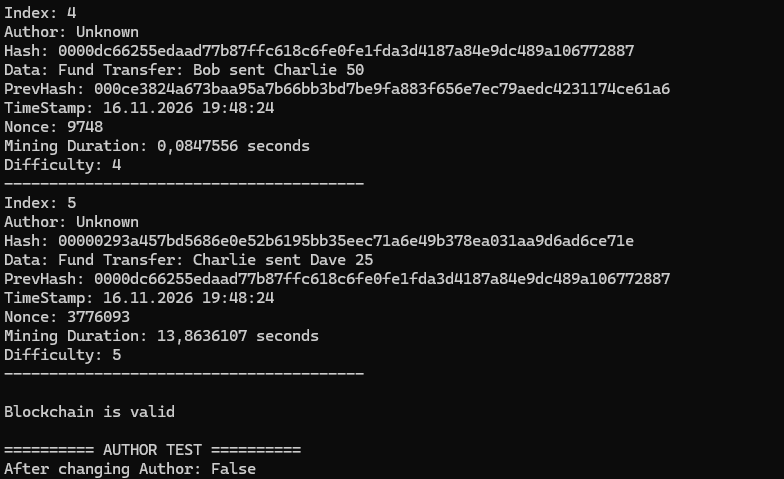 Index: 4
Author: Unknown
Hash: 0000dc66255edaad77b87ffc618c6fe0fe1fda3d4187a84e9dc489a106772887
Data: Fund Transfer: Bob sent Charlie 50
PrevHash: 000ce3824a673baa95a7b66bb3bd7be9fa883f656e7ec79aedc4231174ce61a6
TimeStamp: 16.11.2026 19:48:24
Nonce: 9748
Mining Duration: 0,0847556 seconds
Difficulty: 4
----------------------------------------
Index: 5
Author: Unknown
Hash: 00000293a457bd5686e0e52b6195bb35eec71a6e49b378ea031aa9d6ad6ce71e
Data: Fund Transfer: Charlie sent Dave 25
PrevHash: 0000dc66255edaad77b87ffc618c6fe0fe1fda3d4187a84e9dc489a106772887
TimeStamp: 16.11.2026 19:48:24
Nonce: 3776093
Mining Duration: 13,8636107 seconds
Difficulty: 5
----------------------------------------
Blockchain is valid
========== AUTHOR TEST ==========
After changing Author: False